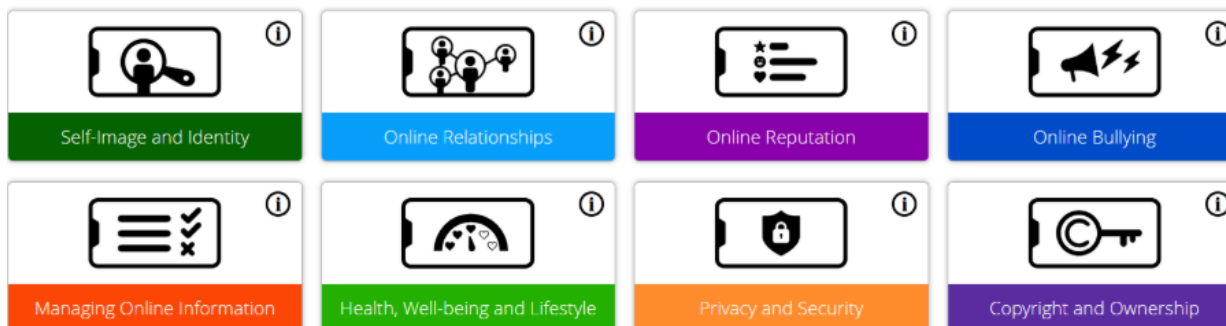 Self-Image and Identity
Online Relationships
Online Reputation
Online Bullying
Managing Online Information
Health, Well-being and Lifestyle
Privacy and Security
Copyright and Ownership